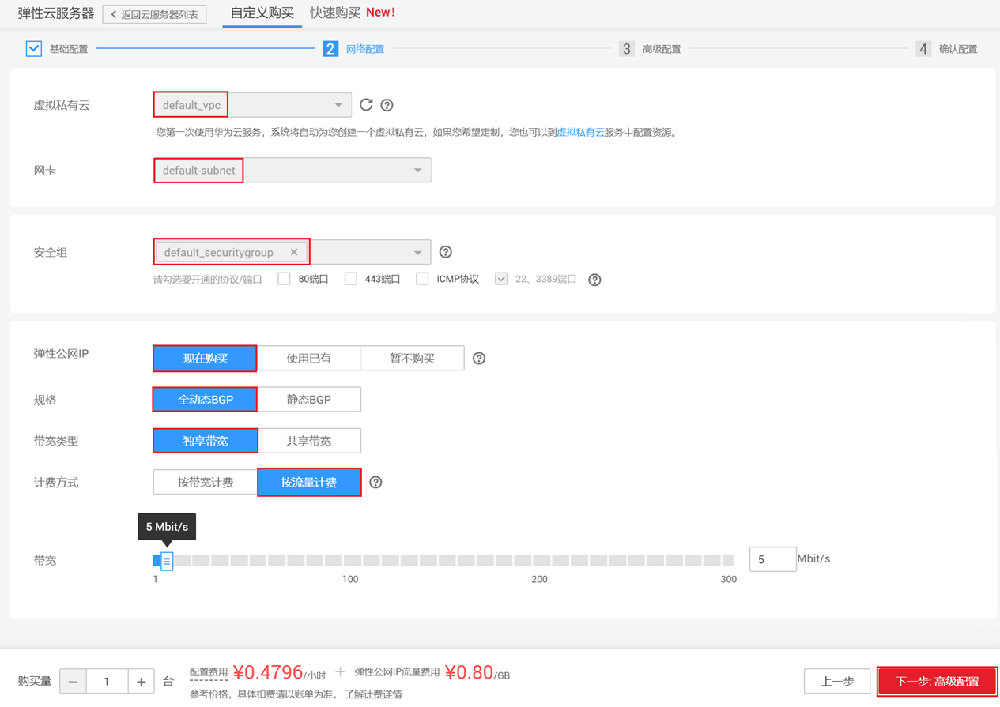 弹性云服务器 返回云服务器列表 自定义购买 快速购买 New!
基础配置 2 网络配置 3 高级配置 4 确认配置
虚拟私有云 default_vpc
您第一次使用华为云服务，系统将自动为您创建一个虚拟私有云，如果您希望定制，您也可以到虚拟私有云服务中配置资源。
网卡 default-subnet
安全组 default_securitygroup
请勾选要开通的协议/端口 80端口 443端口 ICMP协议 22、3389端口
弹性公网IP 现在购买 使用已有 暂不购买
规格 全动态BGP 静态BGP
带宽类型 独享带宽 共享带宽
计费方式 按带宽计费 按流量计费
5 Mbit/s
带宽 5 Mbit/s
1 100 200 300
购买量 1 台 配置费用 ¥0.4796/小时 + 弹性公网IP流量费用 ¥0.80/GB 上一步 下一步: 高级配置
参考价格，具体扣费请以账单为准。 了解计费详情